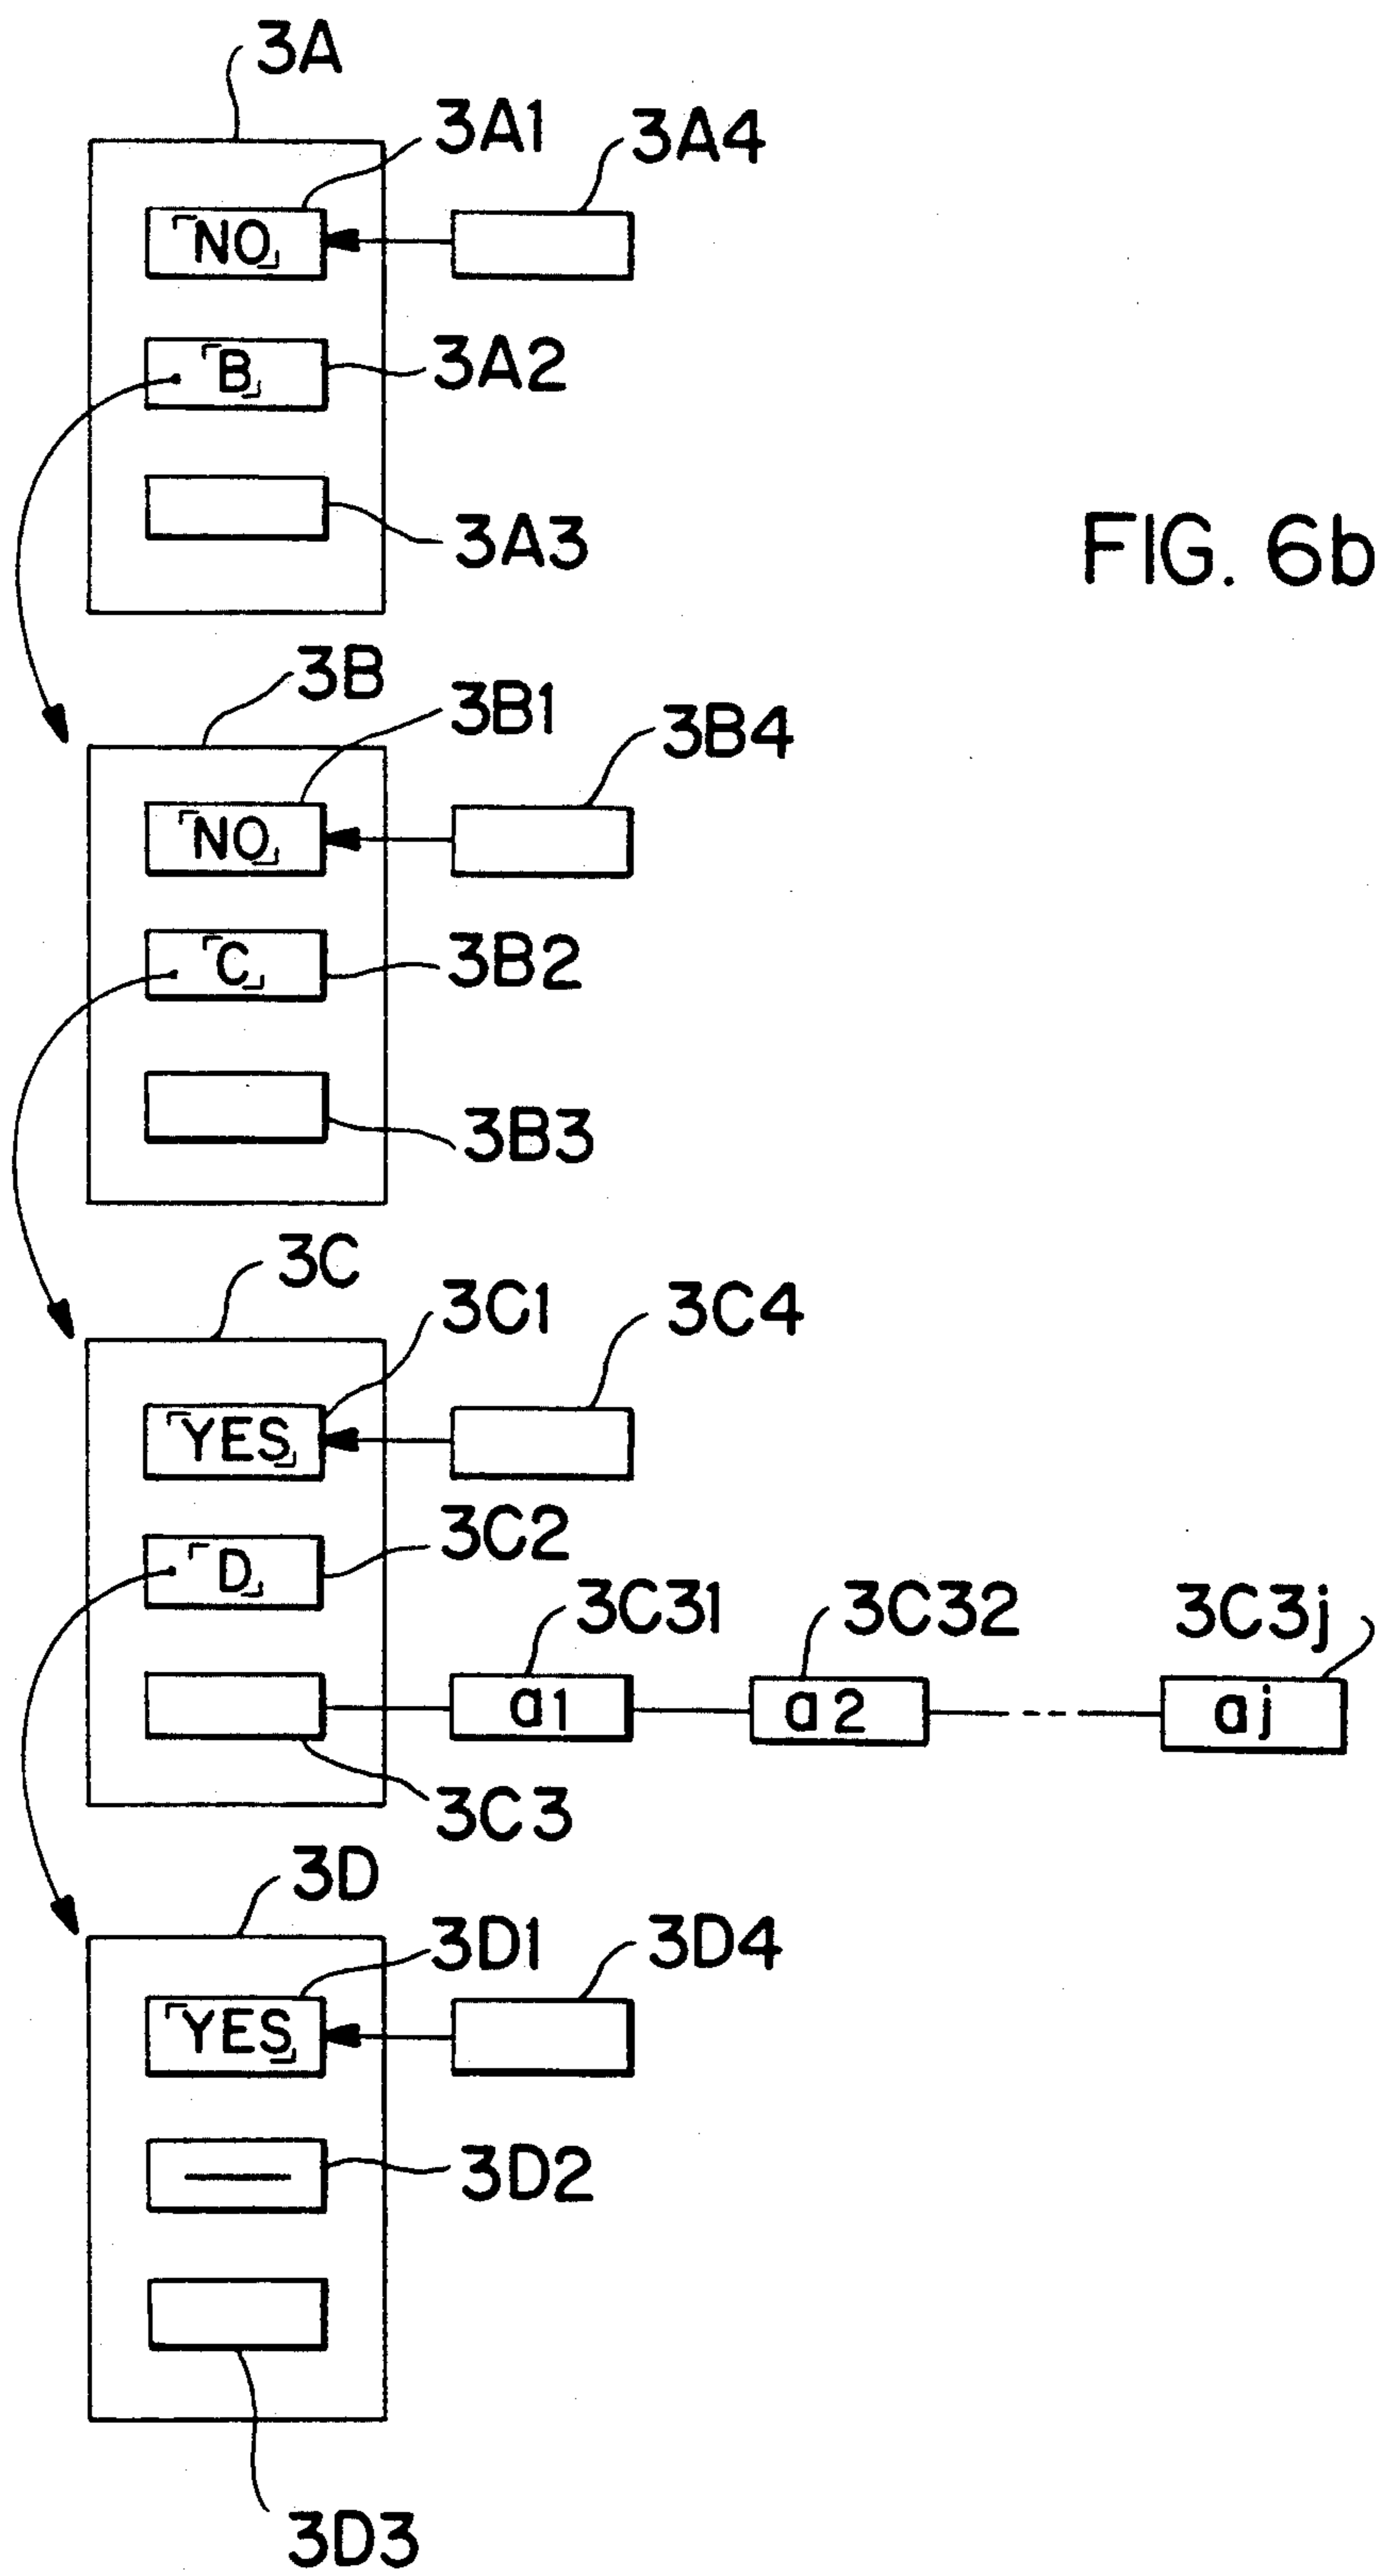 3A
3A1
3A4
「NO」
「B」
3A2
3A3
FIG. 6b
3B
3B1
3B4
「NO」
「C」
3B2
3B3
3C
3C1
3C4
「YES」
「D」
3C2
3C31
3C32
3C3j
a1
a2
aj
3C3
3D
3D1
3D4
「YES」
3D2
3D3